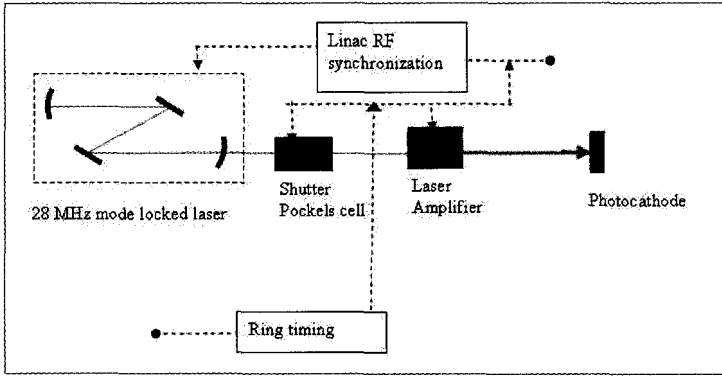 Linac RF
synchronization
Shutter
Pockels cell
Laser
Amplifier
Photocathode
28 MHz mode locked laser
Ring timing